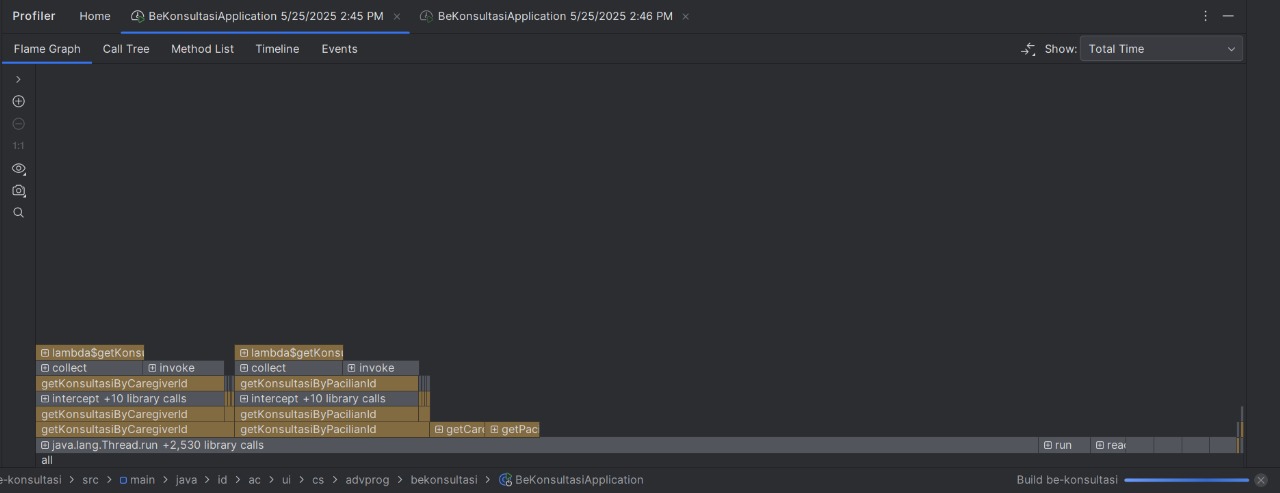 Profiler Home BeKonsultasiApplication 5/25/2025 2:45 PM BeKonsultasiApplication 5/25/2025 2:46 PM
Flame Graph Call Tree Method List Timeline Events Show: Total Time
1:1
lambda$getKonsu lambda$getKonsu
collect invoke collect invoke
getKonsultasiByCaregiverId getKonsultasiByPacilianId
intercept +10 library calls intercept +10 library calls
getKonsultasiByCaregiverId getKonsultasiByPacilianId
getKonsultasiByCaregiverId getKonsultasiByPacilianId getCare getPac
java.lang.Thread.run +2,530 library calls run read
all
e-konsultasi src main java id ac ui cs advprog bekonsultasi BeKonsultasiApplication Build be-konsultasi